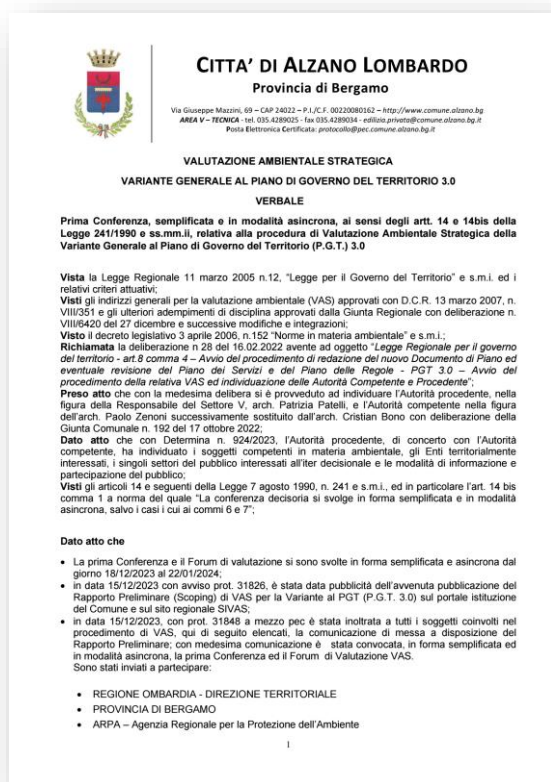 CITTA' DI ALZANO LOMBARDO
Provincia di Bergamo
Via Giuseppe Mazzini, 69 – CAP 24022 – P.I./C.F. 00220080162 – http://www.comune.alzano.bg
AREA V – TECNICA - tel. 035.4289025 - fax 035.4289034 - edilizia.privata@comune.alzano.bg.it
Posta Elettronica Certificata: protocollo@pec.comune.alzano.bg.it
VALUTAZIONE AMBIENTALE STRATEGICA
VARIANTE GENERALE AL PIANO DI GOVERNO DEL TERRITORIO 3.0
VERBALE
Prima Conferenza, semplificata e in modalità asincrona, ai sensi degli artt. 14 e 14bis della
Legge 241/1990 e ss.mm.ii, relativa alla procedura di Valutazione Ambientale Strategica della
Variante Generale al Piano di Governo del Territorio (P.G.T.) 3.0
Vista la Legge Regionale 11 marzo 2005 n.12, "Legge per il Governo del Territorio" e s.m.i. ed i
relativi criteri attuativi;
Visti gli indirizzi generali per la valutazione ambientale (VAS) approvati con D.C.R. 13 marzo 2007, n.
VIII/351 e gli ulteriori adempimenti di disciplina approvati dalla Giunta Regionale con deliberazione n.
VIII/6420 del 27 dicembre e successive modifiche e integrazioni;
Visto il decreto legislativo 3 aprile 2006, n.152 "Norme in materia ambientale" e s.m.i.;
Richiamata la deliberazione n 28 del 16.02.2022 avente ad oggetto "Legge Regionale per il governo
del territorio - art.8 comma 4 – Avvio del procedimento di redazione del nuovo Documento di Piano ed
eventuale revisione del Piano dei Servizi e del Piano delle Regole - PGT 3.0 – Avvio del
procedimento della relativa VAS ed individuazione delle Autorità Competente e Procedente";
Preso atto che con la medesima delibera si è provveduto ad individuare l'Autorità procedente, nella
figura della Responsabile del Settore V, arch. Patrizia Patelli, e l'Autorità competente nella figura
dell'arch. Paolo Zenoni successivamente sostituito dall'arch. Cristian Bono con deliberazione della
Giunta Comunale n. 192 del 17 ottobre 2022;
Dato atto che con Determina n. 924/2023, l'Autorità procedente, di concerto con l'Autorità
competente, ha individuato i soggetti competenti in materia ambientale, gli Enti territorialmente
interessati, i singoli settori del pubblico interessati all'iter decisionale e le modalità di informazione e
partecipazione del pubblico;
Visti gli articoli 14 e seguenti della Legge 7 agosto 1990, n. 241 e s.m.i., ed in particolare l'art. 14 bis
comma 1 a norma del quale "La conferenza decisoria si svolge in forma semplificata e in modalità
asincrona, salvo i casi i cui ai commi 6 e 7";
Dato atto che
• La prima Conferenza e il Forum di valutazione si sono svolte in forma semplificata e asincrona dal
giorno 18/12/2023 al 22/01/2024;
• in data 15/12/2023 con avviso prot. 31826, è stata data pubblicità dell'avvenuta pubblicazione del
Rapporto Preliminare (Scoping) di VAS per la Variante al PGT (P.G.T. 3.0) sul portale istituzione
del Comune e sul sito regionale SIVAS;
• in data 15/12/2023, con prot. 31848 a mezzo pec è stata inoltrata a tutti i soggetti coinvolti nel
procedimento di VAS, qui di seguito elencati, la comunicazione di messa a disposizione del
Rapporto Preliminare; con medesima comunicazione è stata convocata, in forma semplificata ed
in modalità asincrona, la prima Conferenza ed il Forum di Valutazione VAS.
Sono stati inviati a partecipare:
• REGIONE OMBARDIA - DIREZIONE TERRITORIALE
• PROVINCIA DI BERGAMO
• ARPA – Agenzia Regionale per la Protezione dell'Ambiente
1